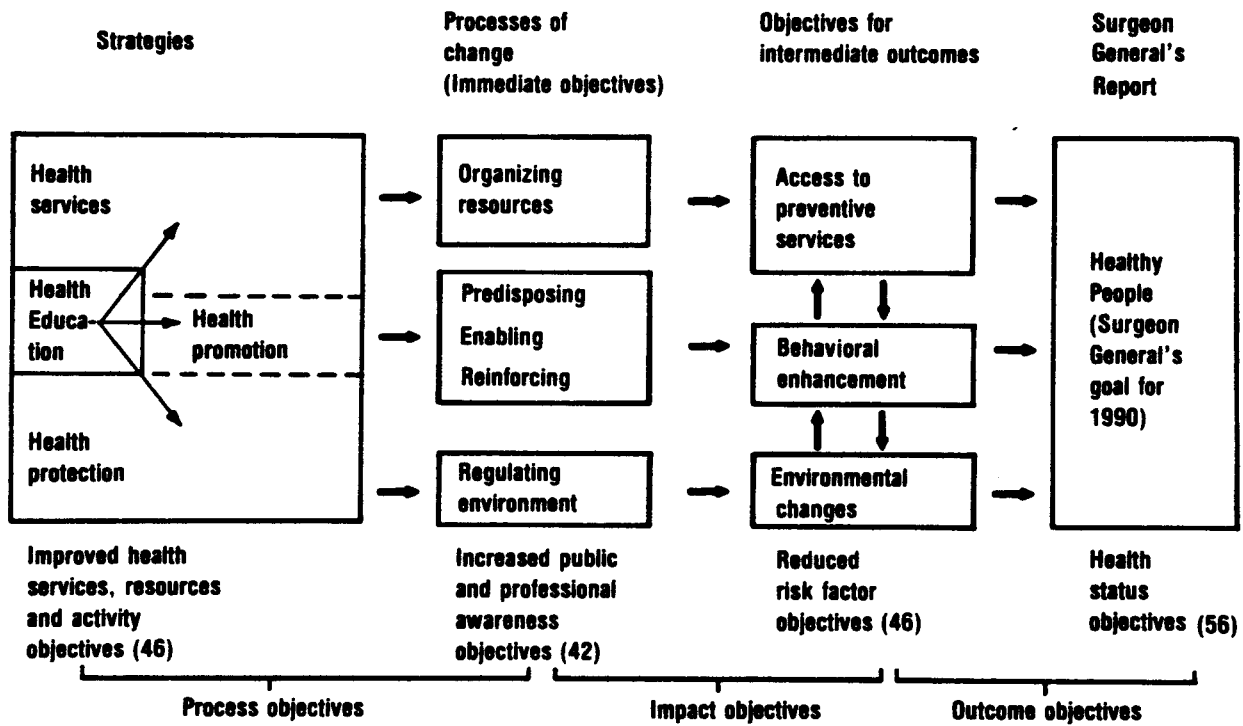 Strategies
Processes of
change
(Immediate objectives)
Objectives for
intermediate outcomes
Surgeon
General's
Report
Health
services
Health
Educa-
tion
Health
promotion
Health
protection
Organizing
resources
Predisposing
Enabling
Reinforcing
Regulating
environment
Access to
preventive
services
Behavioral
enhancement
Environmental
changes
Healthy
People
(Surgeon
General's
goal for
1990)
Improved health
services, resources
and activity
objectives (46)
Increased public
and professional
awareness
objectives (42)
Reduced
risk factor
objectives (46)
Health
status
objectives (56)
Process objectives
Impact objectives
Outcome objectives